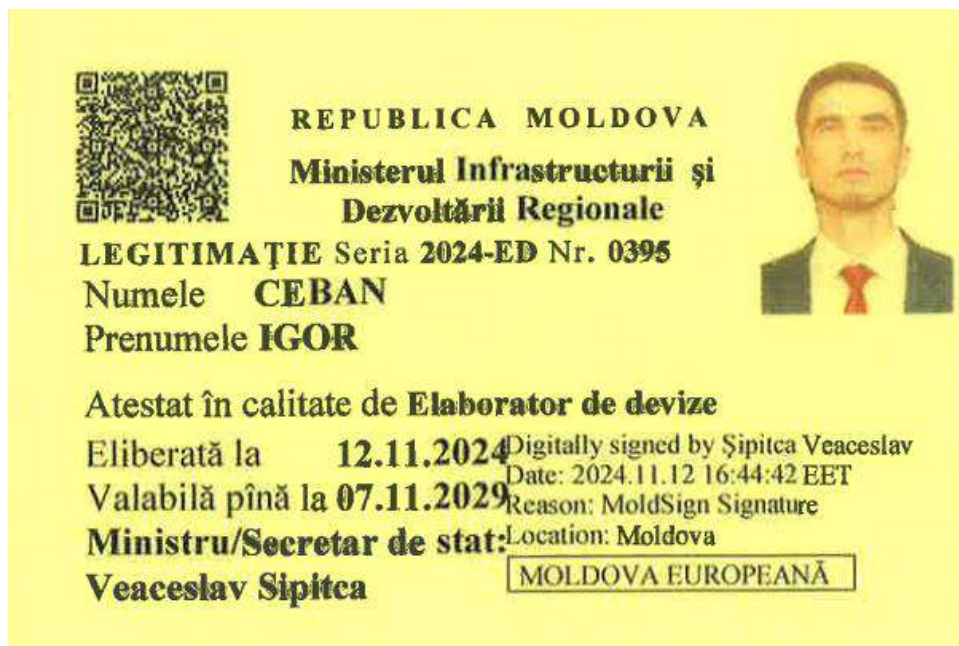 REPUBLICA MOLDOVA
Ministerul Infrastructurii și
Dezvoltării Regionale
LEGITIMAȚIE Seria 2024-ED Nr. 0395
Numele CEBAN
Prenumele IGOR
Atestat în calitate de Elaborator de devize
Eliberată la 12.11.2024
Valabilă pînă la 07.11.2029
Ministru/Secretar de stat:
Veaceslav Sipitca
Digitally signed by Şipitca Veaceslav
Date: 2024.11.12 16:44:42 EET
Reason: MoldSign Signature
Location: Moldova
MOLDOVA EUROPEANĂ